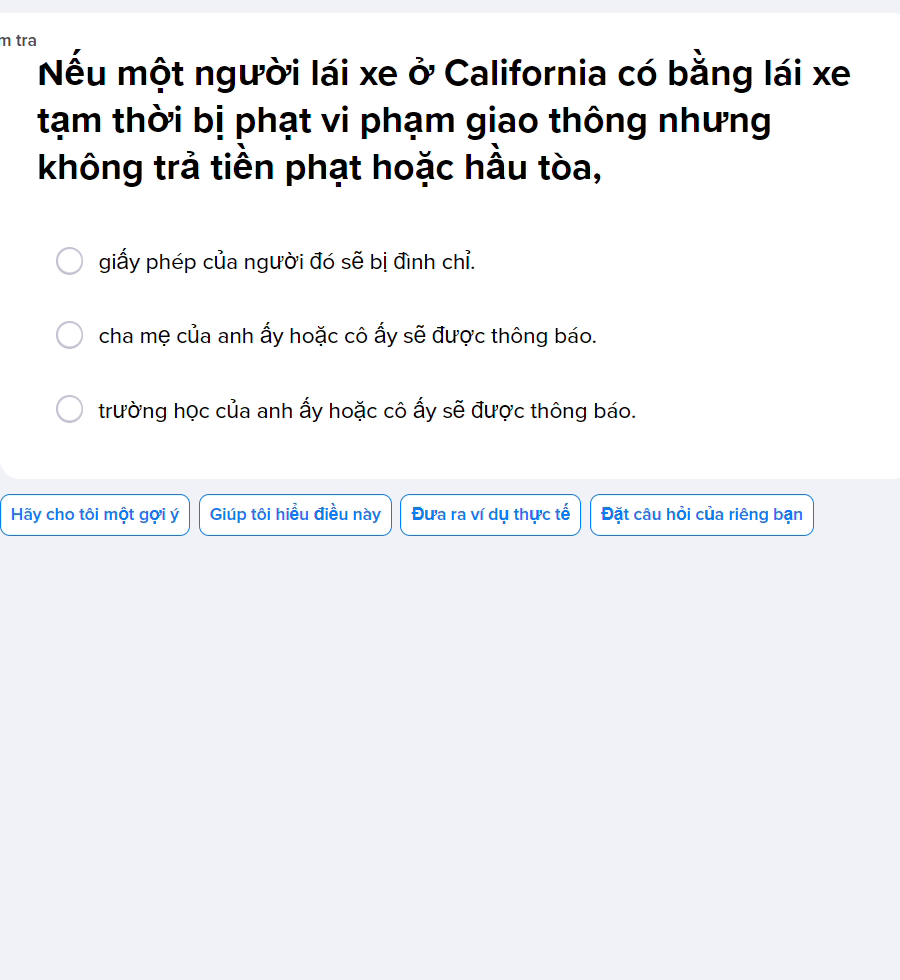 m tra
Nếu một người lái xe ở California có bằng lái xe
tạm thời bị phạt vi phạm giao thông nhưng
không trả tiền phạt hoặc hầu tòa,
giấy phép của người đó sẽ bị đình chỉ.
cha mẹ của anh ấy hoặc cô ấy sẽ được thông báo.
trường học của anh ấy hoặc cô ấy sẽ được thông báo.
Hãy cho tôi một gợi ý
Giúp tôi hiểu điều này
Đưa ra ví dụ thực tế
Đặt câu hỏi của riêng bạn